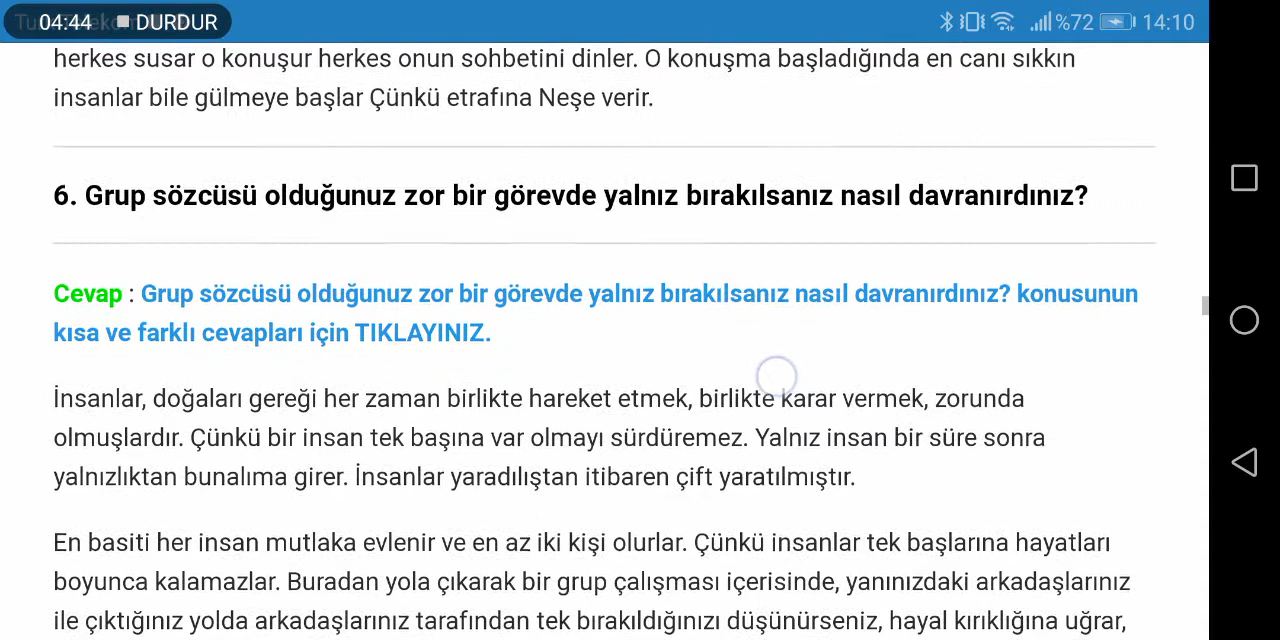 04:44 DURDUR %72 14:10
herkes susar o konuşur herkes onun sohbetini dinler. O konuşma başladığında en canı sıkkın
insanlar bile gülmeye başlar Çünkü etrafına Neşe verir.
6. Grup sözcüsü olduğunuz zor bir görevde yalnız bırakılsanız nasıl davranırdınız?
Cevap : Grup sözcüsü olduğunuz zor bir görevde yalnız bırakılsanız nasıl davranırdınız? konusunun
kısa ve farklı cevapları için TIKLAYINIZ.
İnsanlar, doğaları gereği her zaman birlikte hareket etmek, birlikte karar vermek, zorunda
olmuşlardır. Çünkü bir insan tek başına var olmayı sürdüremez. Yalnız insan bir süre sonra
yalnızlıktan bunalıma girer. İnsanlar yaradılıştan itibaren çift yaratılmıştır.
En basiti her insan mutlaka evlenir ve en az iki kişi olurlar. Çünkü insanlar tek başlarına hayatları
boyunca kalamazlar. Buradan yola çıkarak bir grup çalışması içerisinde, yanınızdaki arkadaşlarınız
ile çıktığınız yolda arkadaşlarınız tarafından tek bırakıldığınızı düşünürseniz, hayal kırıklığına uğrar,